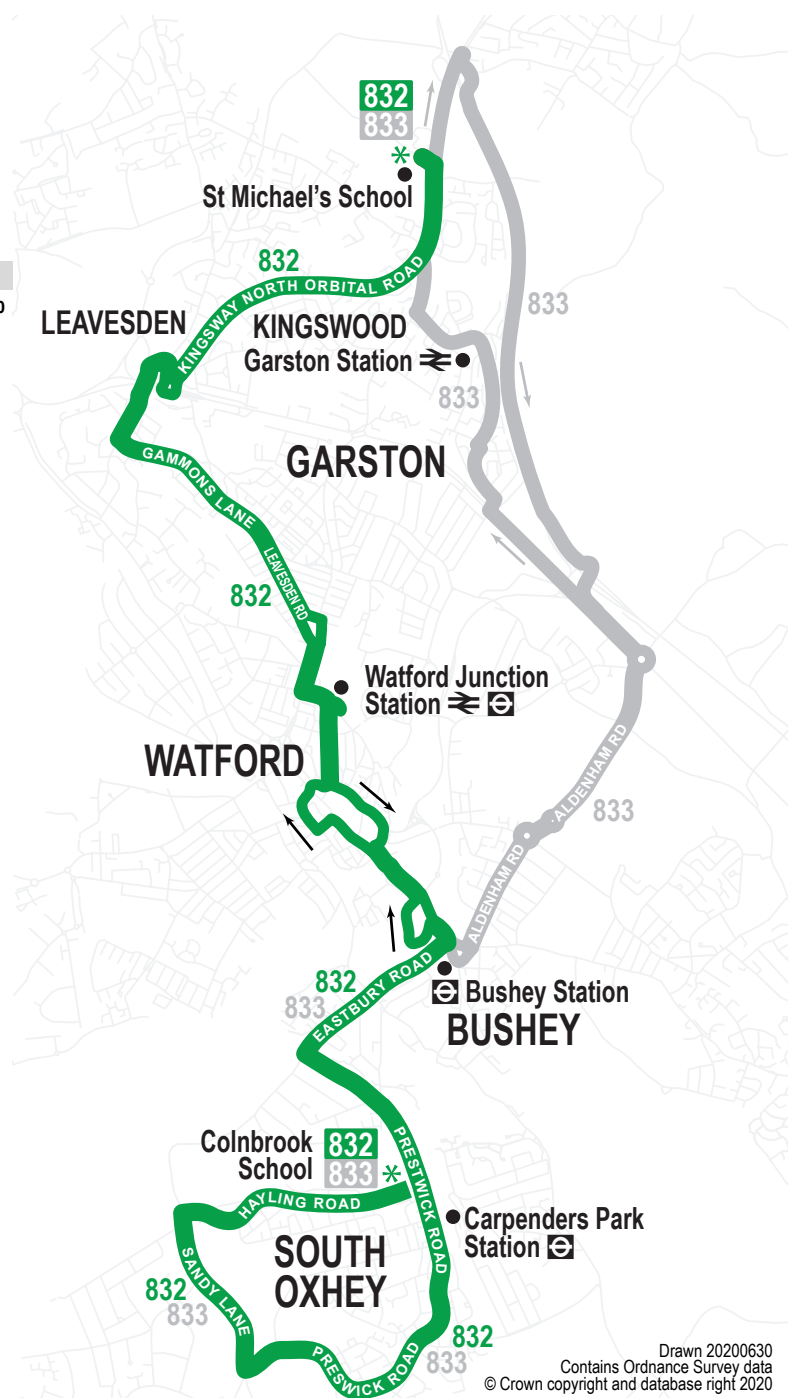 832
833
*
St Michael's School
832
KINGSWAY NORTH ORBITAL ROAD
833
LEAVESDEN
KINGSWOOD
Garston Station
833
GARSTON
GAMMONS LANE
LEAVESDEN RD
832
Watford Junction
Station
WATFORD
ALDENHAM RD
833
ALDENHAM RD
EASTBURY ROAD
832
833
Bushey Station
BUSHEY
Colnbrook
School
832
833 *
PRESTWICK ROAD
HAYLING ROAD
Carpenders Park
Station
SOUTH
OXHEY
SANDY LANE
832
833
PRESWICK ROAD
832
833
Drawn 20200630
Contains Ordnance Survey data
© Crown copyright and database right 2020